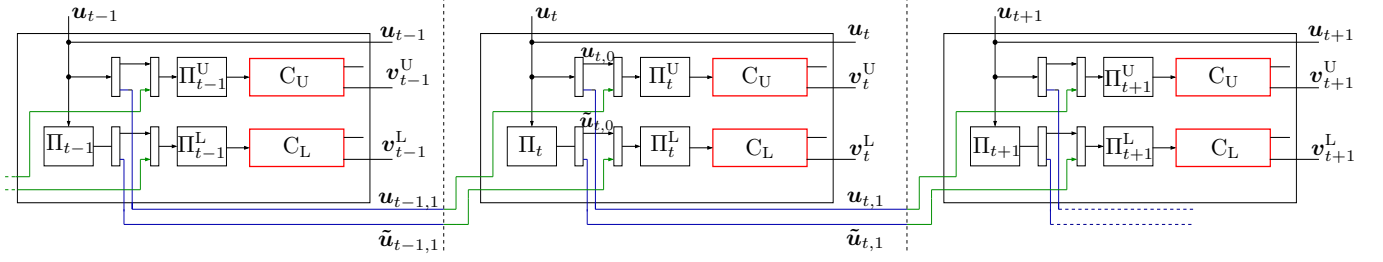 𝒖_{t−1} 𝒖_t 𝒖_{t+1}
𝒖_{t−1} 𝒖_t 𝒖_{t+1}
𝒖_{t,0}
Π^U_{t−1} C_U 𝒗^U_{t−1} Π^U_t C_U 𝒗^U_t Π^U_{t+1} C_U 𝒗^U_{t+1}
𝒖̃_{t,0}
Π_{t−1} Π^L_{t−1} C_L 𝒗^L_{t−1} Π_t Π^L_t C_L 𝒗^L_t Π_{t+1} Π^L_{t+1} C_L 𝒗^L_{t+1}
𝒖_{t−1,1} 𝒖_{t,1}
𝒖̃_{t−1,1} 𝒖̃_{t,1}